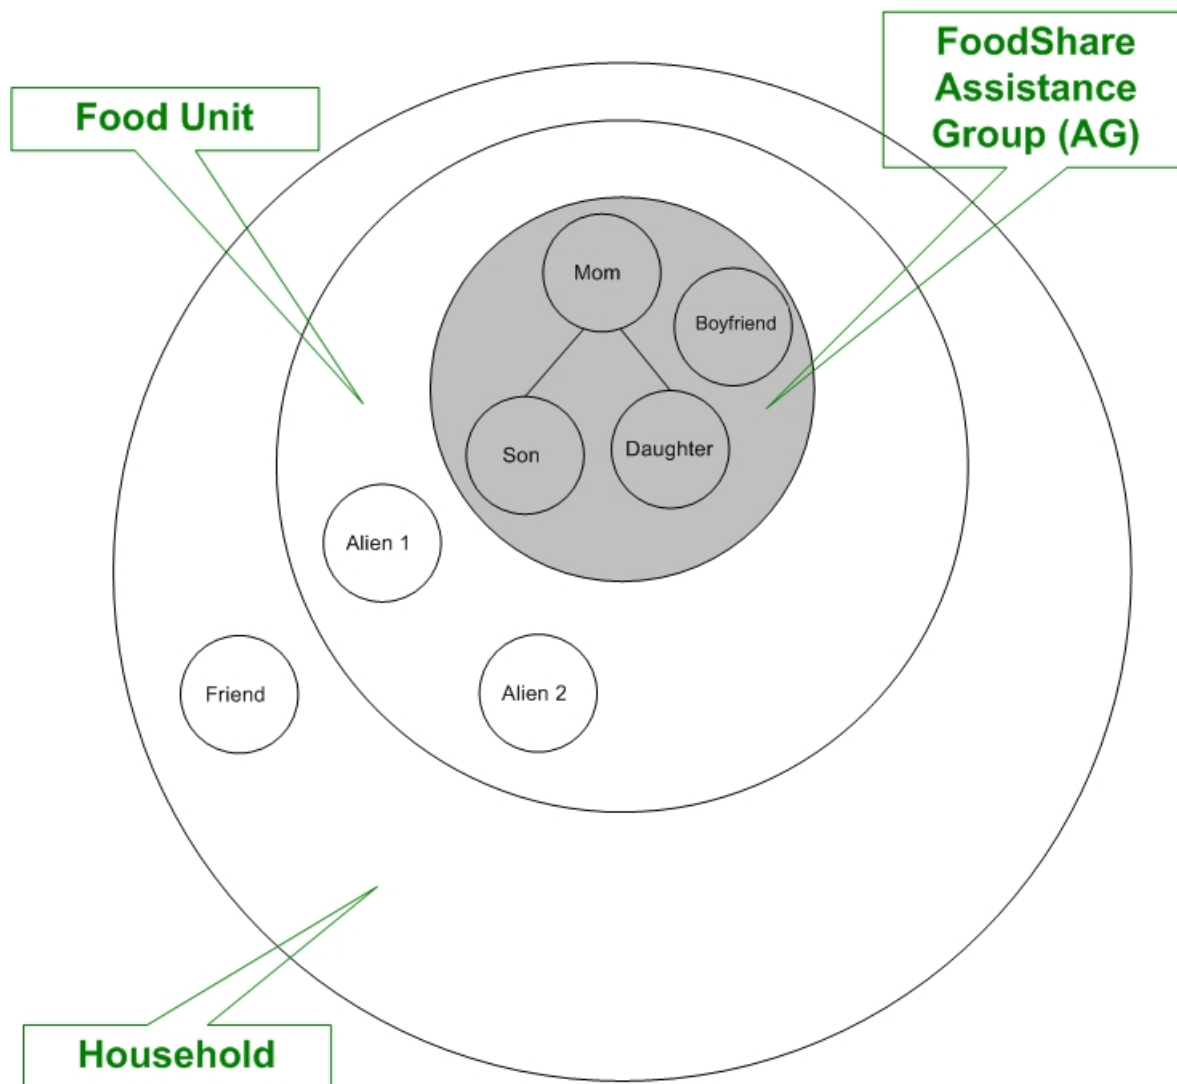 FoodShare
Assistance
Group (AG)
Food Unit
Mom
Boyfriend
Son
Daughter
Alien 1
Friend
Alien 2
Household